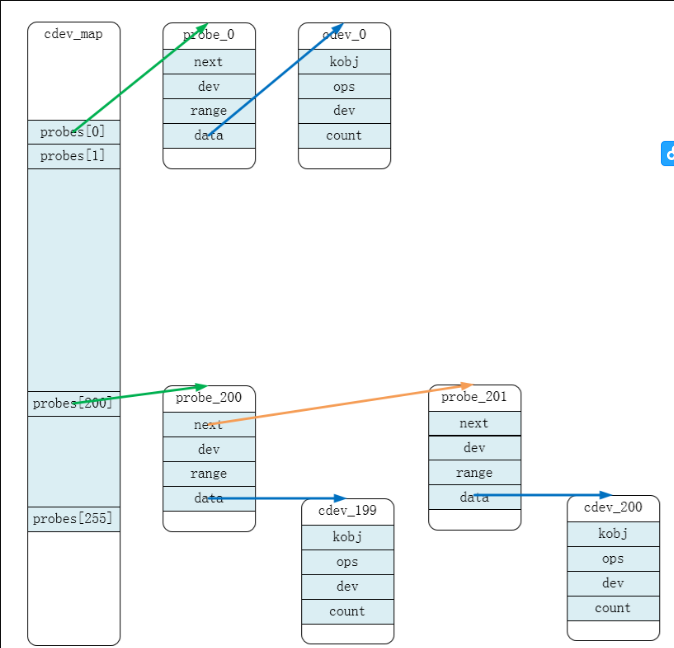 cdev_map
probes[0]
probes[1]
probes[200]
probes[255]
probe_0
next
dev
range
data
cdev_0
kobj
ops
dev
count
probe_200
next
dev
range
data
cdev_199
kobj
ops
dev
count
probe_201
next
dev
range
data
cdev_200
kobj
ops
dev
count